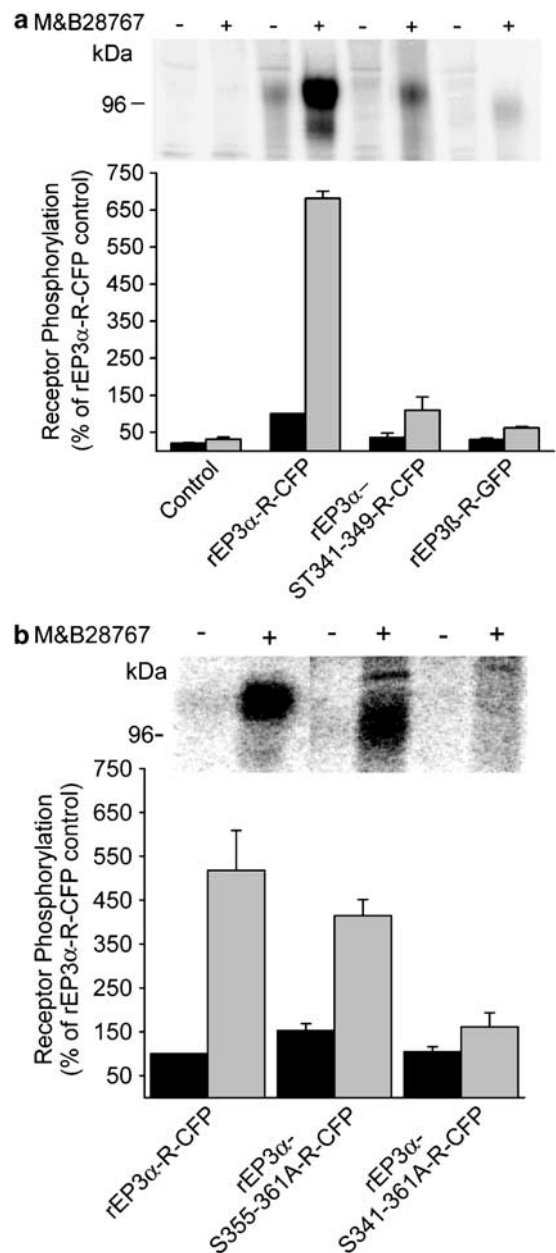 a M&B28767 - + - + - + - +
kDa
96 –
Receptor Phosphorylation
(% of rEP3α-R-CFP control)
750
650
550
450
350
250
150
50
Control
rEP3α-R-CFP
rEP3α–
ST341-349-R-CFP
rEP3ß-R-GFP
b M&B28767 - + - + - +
kDa
96-
Receptor Phosphorylation
(% of rEP3α-R-CFP control)
750
650
550
450
350
250
150
50
rEP3α-R-CFP
rEP3α-
S355-361A-R-CFP
rEP3α-
S341-361A-R-CFP